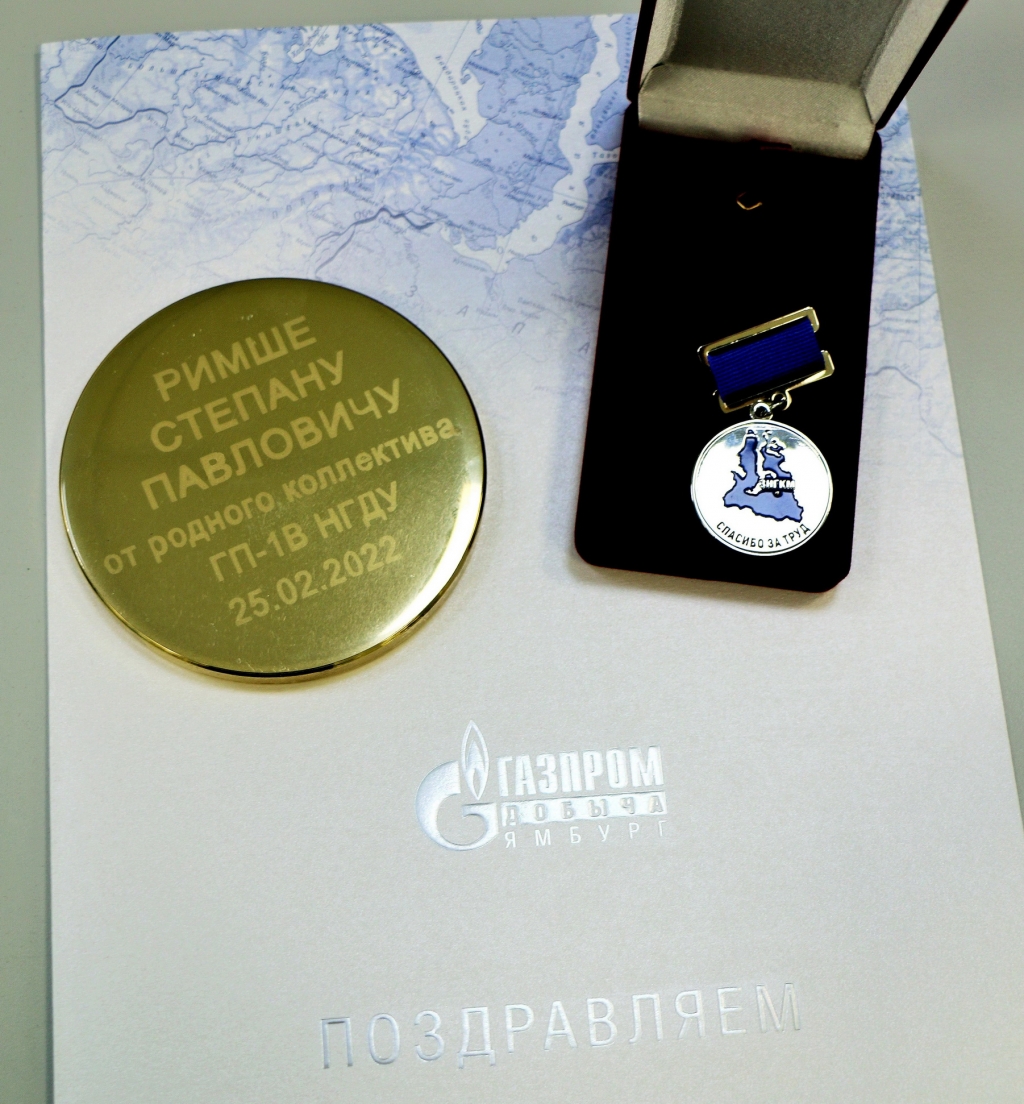 РИМШЕ
СТЕПАНУ
ПАВЛОВИЧУ
от родного коллектива
ГП-1В НГДУ
25.02.2022
ЗНГКМ
СПАСИБО ЗА ТРУД
ГАЗПРОМ
ДОБЫЧА
ЯМБУРГ
ПОЗДРАВЛЯЕМ